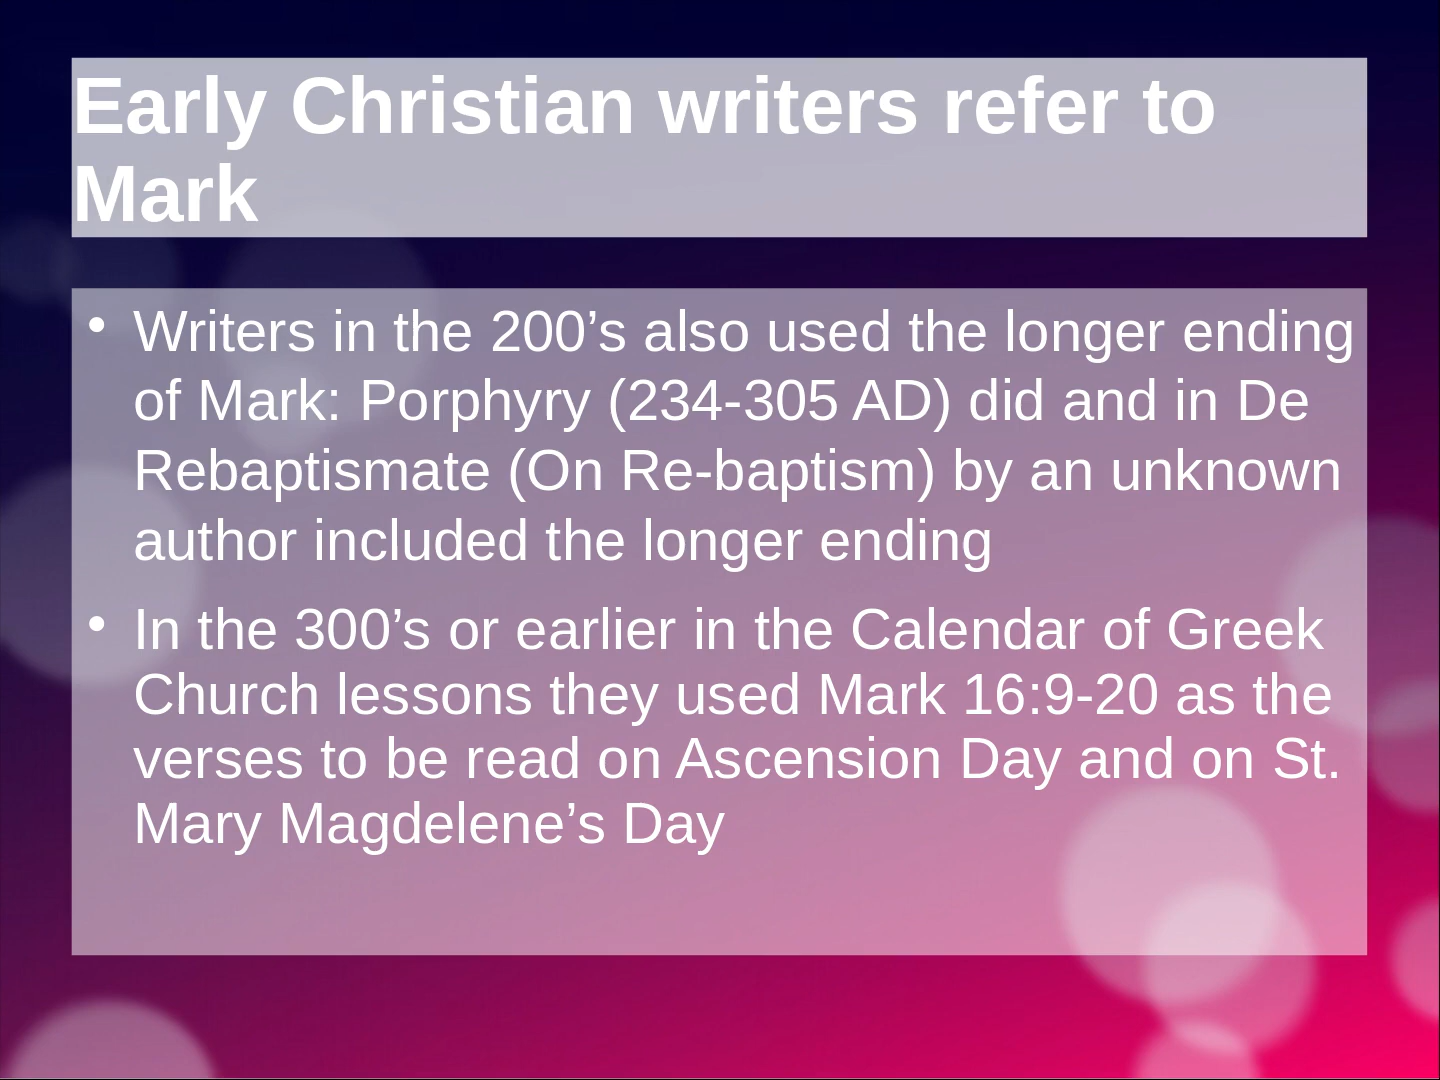 Early Christian writers refer to
Mark
• Writers in the 200’s also used the longer ending
of Mark: Porphyry (234-305 AD) did and in De
Rebaptismate (On Re-baptism) by an unknown
author included the longer ending
• In the 300’s or earlier in the Calendar of Greek
Church lessons they used Mark 16:9-20 as the
verses to be read on Ascension Day and on St.
Mary Magdelene’s Day